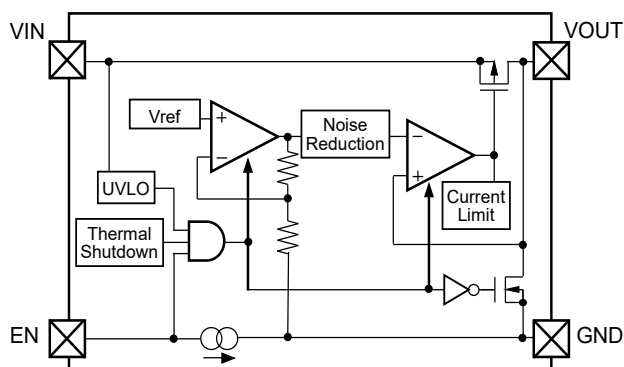 VIN
VOUT
Vref
+
−
Noise
Reduction
−
+
UVLO
Current
Limit
Thermal
Shutdown
EN
GND